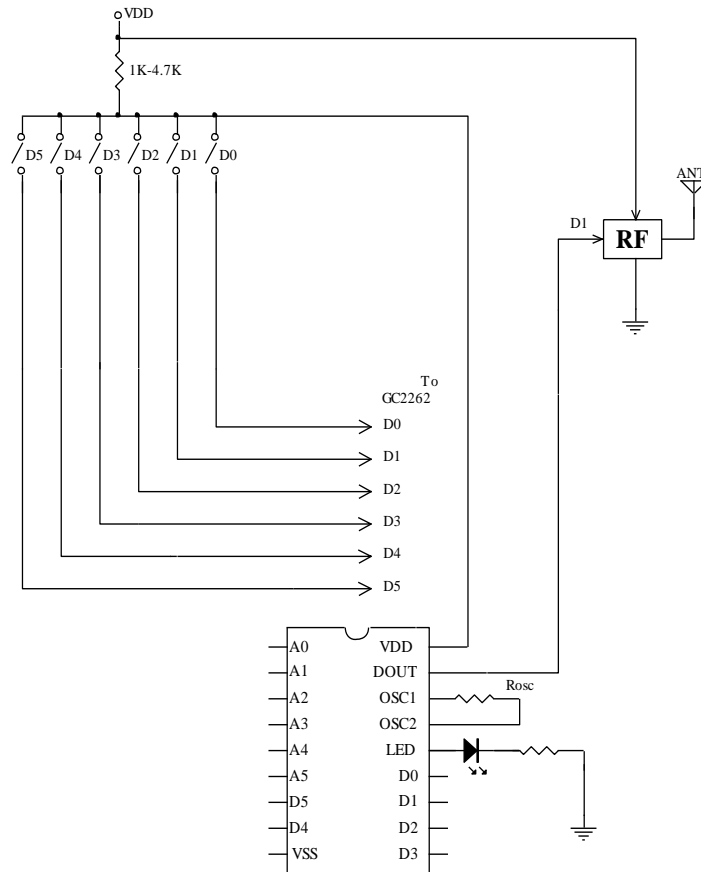 VDD
1K-4.7K
D5 D4 D3 D2 D1 D0
ANT
D1
RF
To
GC2262
D0
D1
D2
D3
D4
D5
A0 VDD
A1 DOUT
Rosc
A2 OSC1
A3 OSC2
A4 LED
A5 D0
D5 D1
D4 D2
VSS D3